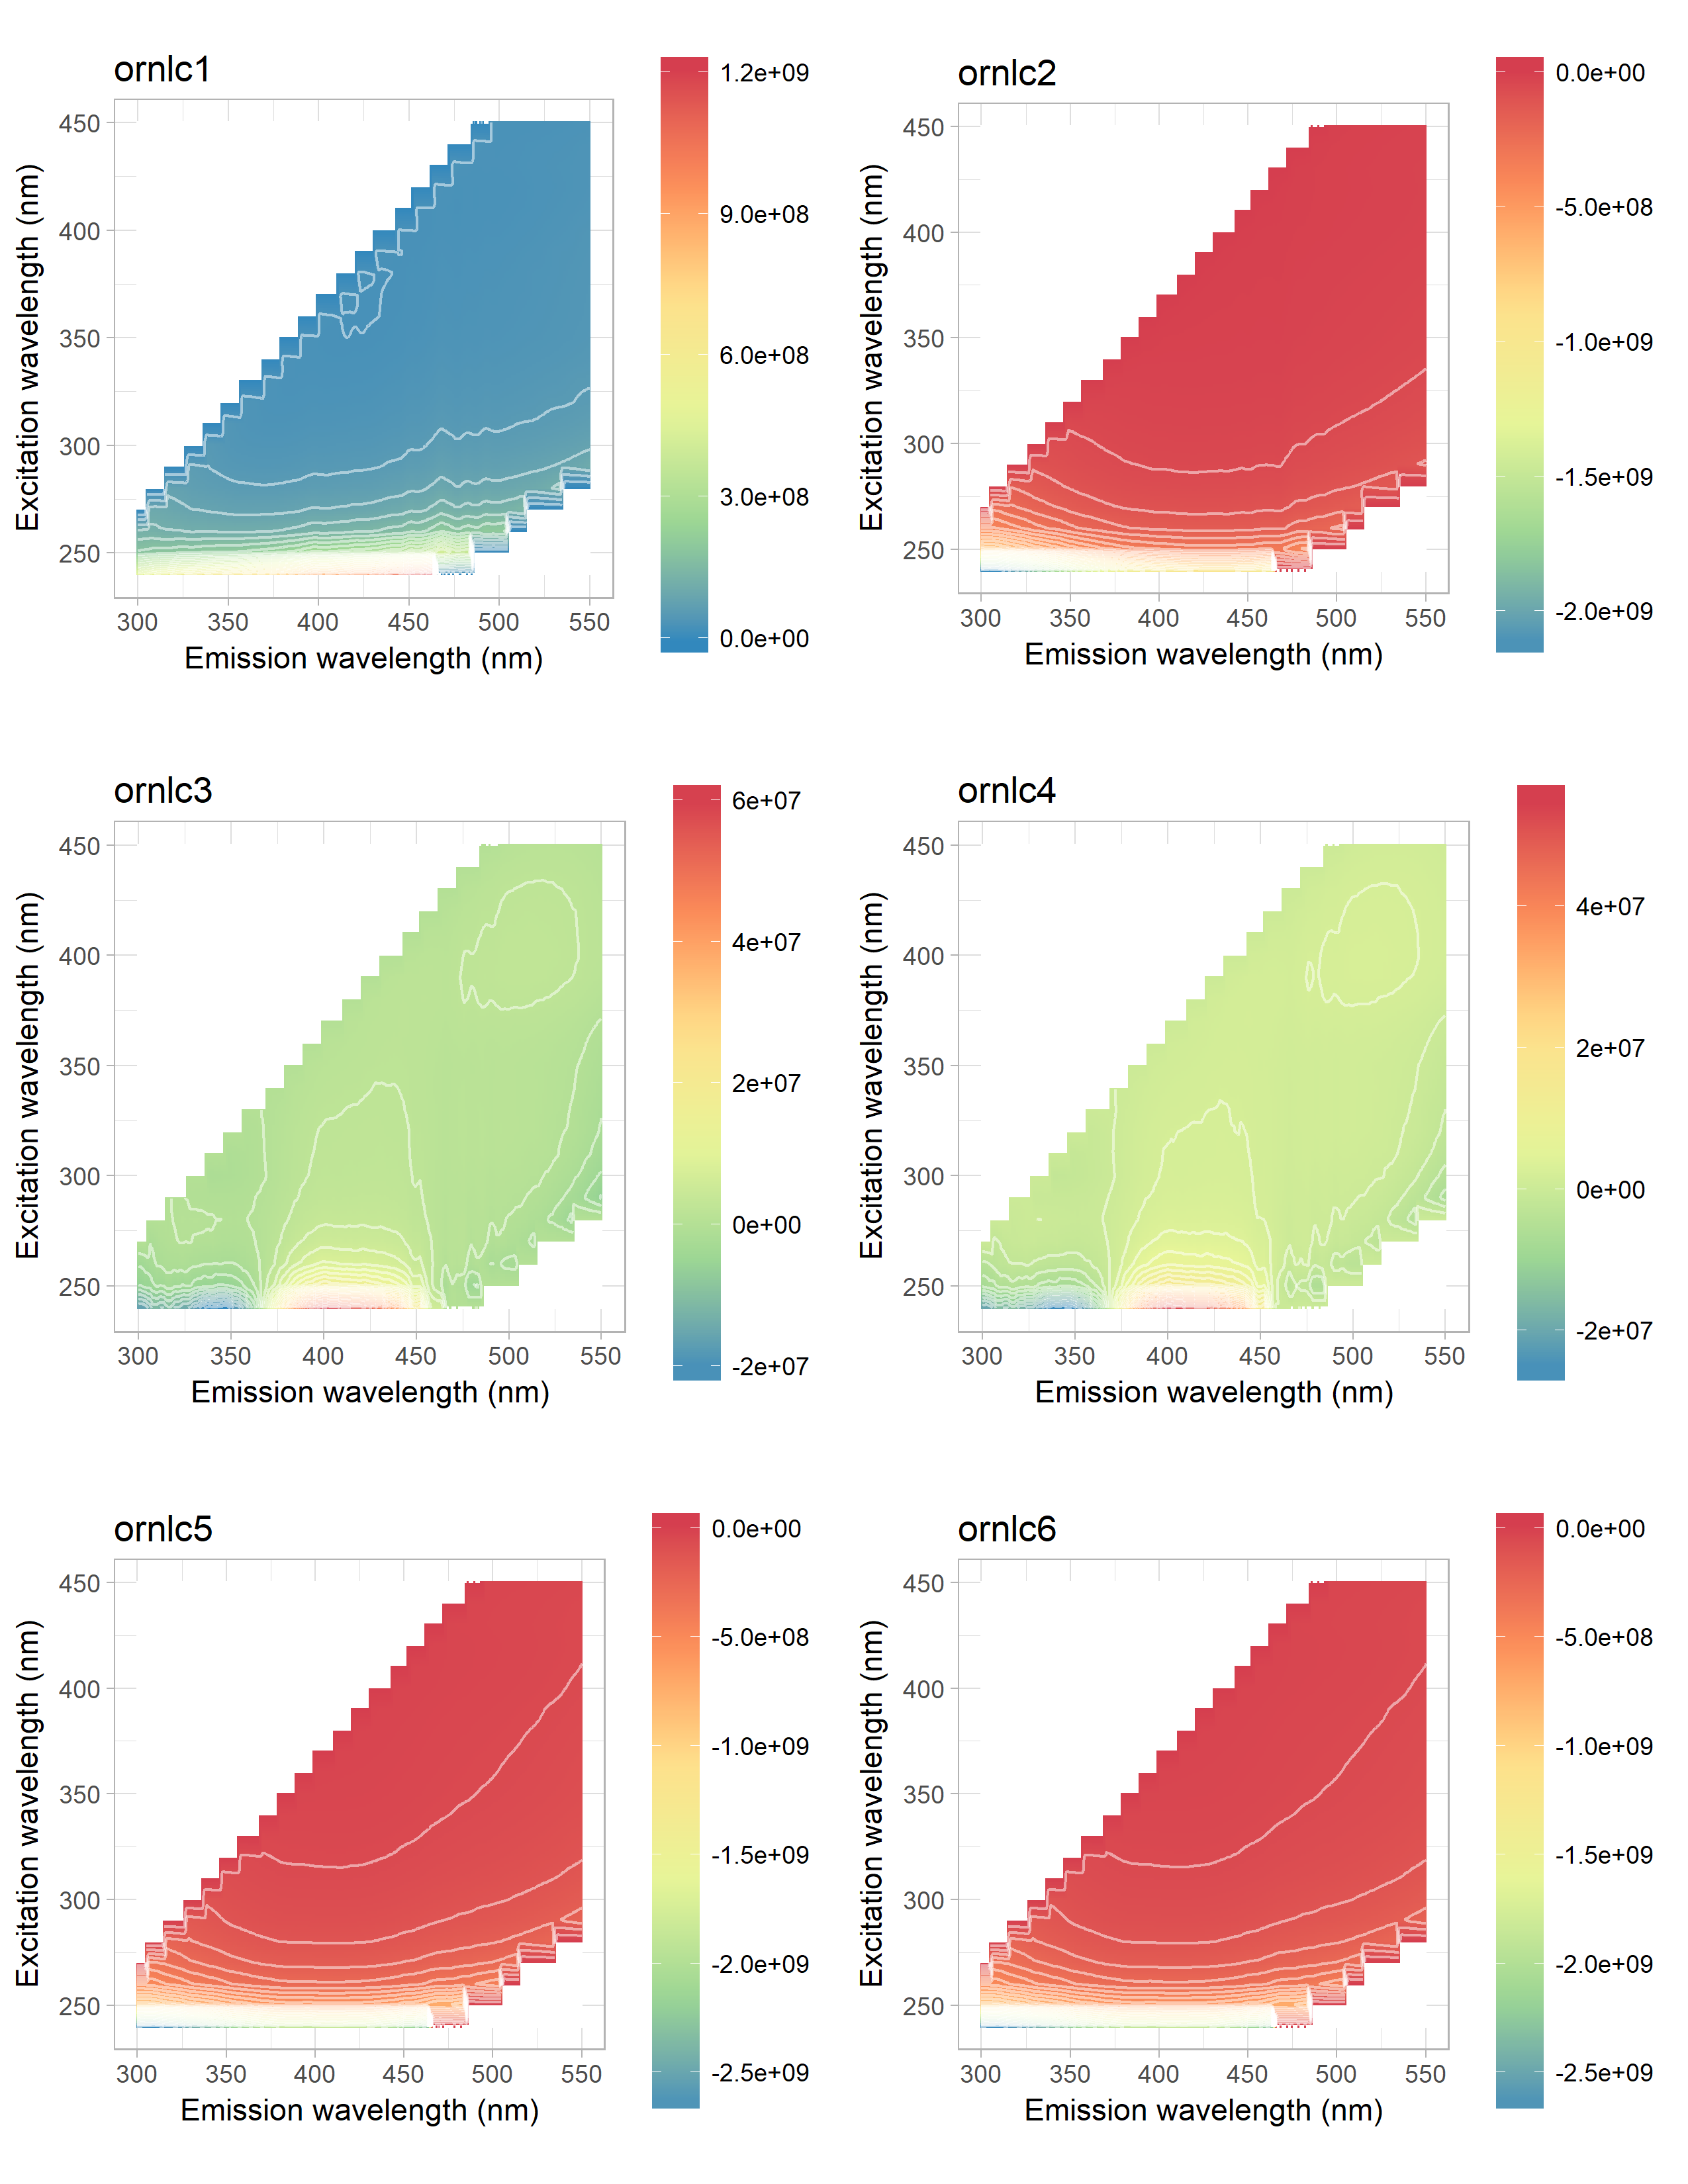 ornlc1
450
400
350
300
250
300 350 400 450 500 550
Emission wavelength (nm)
Excitation wavelength (nm)
1.2e+09
9.0e+08
6.0e+08
3.0e+08
0.0e+00
ornlc2
450
400
350
300
250
300 350 400 450 500 550
Emission wavelength (nm)
Excitation wavelength (nm)
0.0e+00
-5.0e+08
-1.0e+09
-1.5e+09
-2.0e+09
ornlc3
450
400
350
300
250
300 350 400 450 500 550
Emission wavelength (nm)
Excitation wavelength (nm)
6e+07
4e+07
2e+07
0e+00
-2e+07
ornlc4
450
400
350
300
250
300 350 400 450 500 550
Emission wavelength (nm)
Excitation wavelength (nm)
4e+07
2e+07
0e+00
-2e+07
ornlc5
450
400
350
300
250
300 350 400 450 500 550
Emission wavelength (nm)
Excitation wavelength (nm)
0.0e+00
-5.0e+08
-1.0e+09
-1.5e+09
-2.0e+09
-2.5e+09
ornlc6
450
400
350
300
250
300 350 400 450 500 550
Emission wavelength (nm)
Excitation wavelength (nm)
0.0e+00
-5.0e+08
-1.0e+09
-1.5e+09
-2.0e+09
-2.5e+09